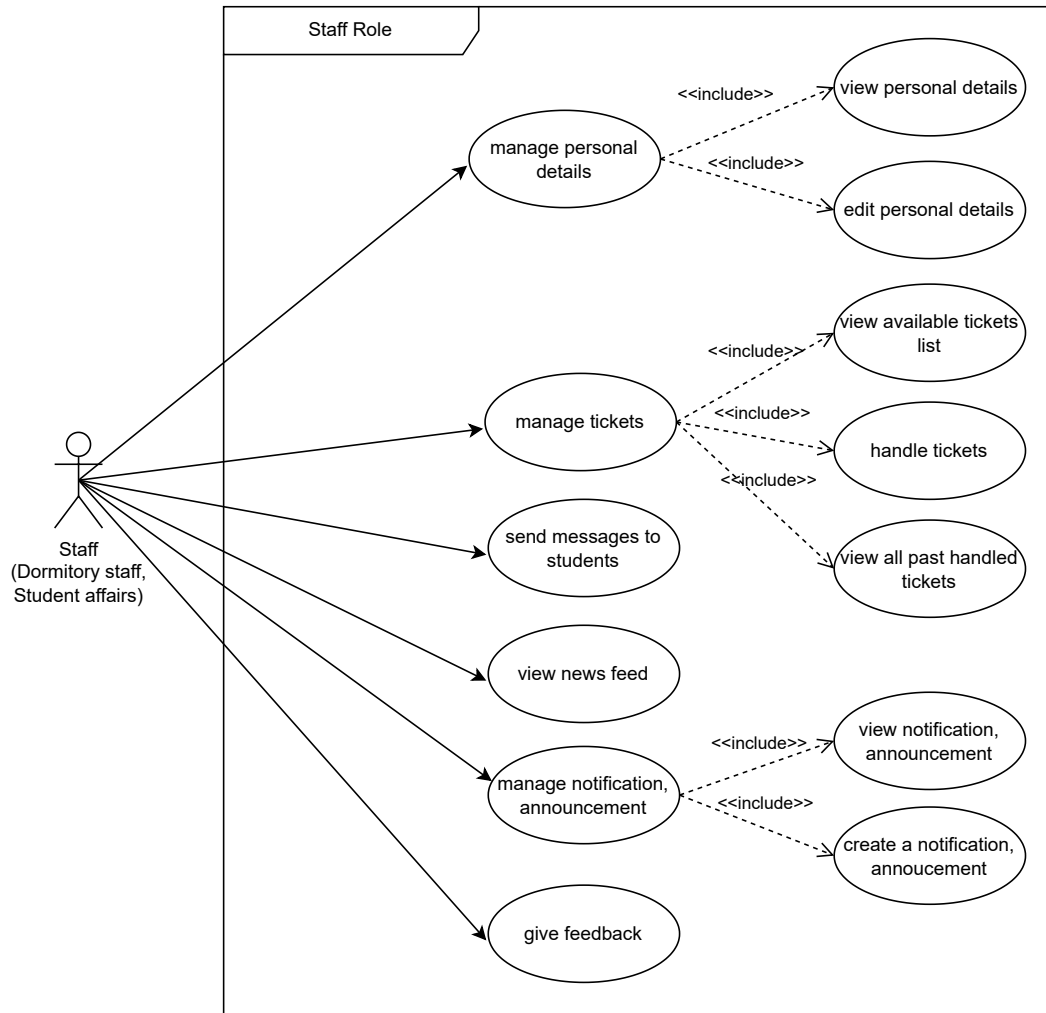 Staff Role
<<include>>
view personal details
manage personal
details
<<include>>
edit personal details
view available tickets
list
<<include>>
manage tickets
<<include>>
handle tickets
<<include>>
view all past handled
tickets
Staff
(Dormitory staff,
Student affairs)
send messages to
students
view news feed
<<include>>
view notification,
announcement
manage notification,
announcement
<<include>>
create a notification,
annoucement
give feedback